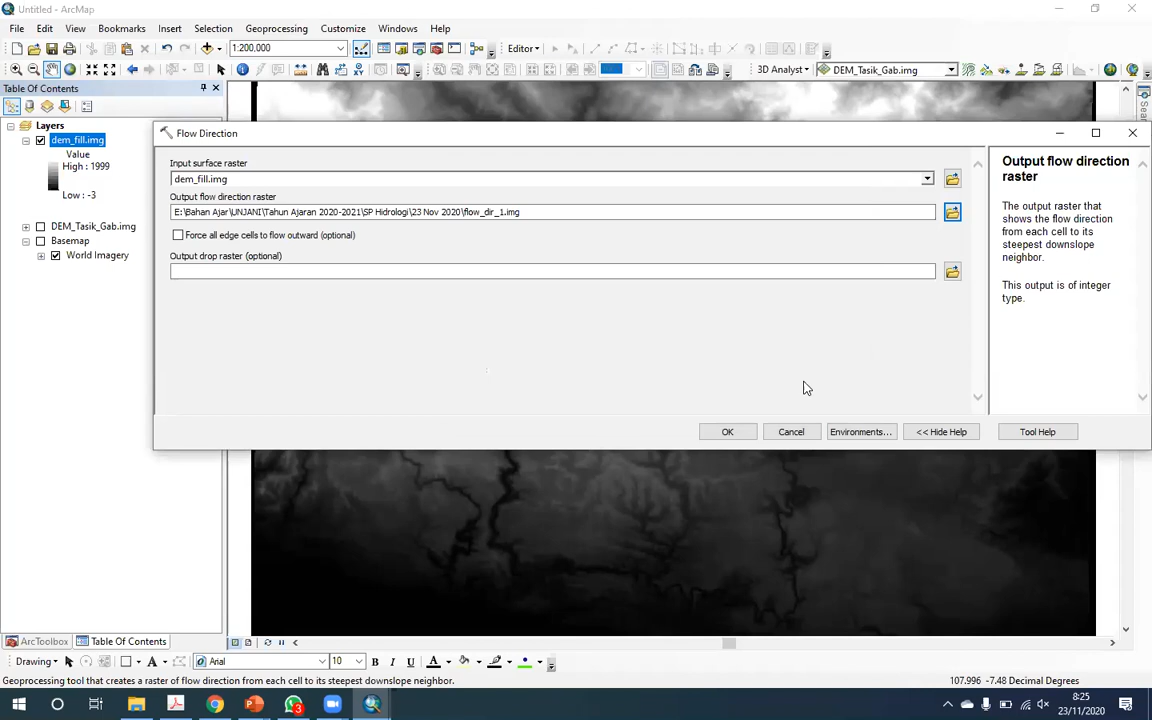 Untitled - ArcMap
File Edit View Bookmarks Insert Selection Geoprocessing Customize Windows Help
1:200,000
Editor
3D Analyst
DEM_Tasik_Gab.img
Table Of Contents
Layers
dem_fill.img
Value
High : 1999
Low : -3
DEM_Tasik_Gab.img
Basemap
World Imagery
Flow Direction
Input surface raster
dem_fill.img
Output flow direction raster
E:\Bahan Ajar\UNJANI\Tahun Ajaran 2020-2021\SP Hidrologi\23 Nov 2020\flow_dir_1.img
Force all edge cells to flow outward (optional)
Output drop raster (optional)
OK Cancel Environments... << Hide Help Tool Help
Output flow direction
raster
The output raster that
shows the flow direction
from each cell to its
steepest downslope
neighbor.
This output is of integer
type.
ArcToolbox Table Of Contents
Drawing
Arial
10
B I U A
Geoprocessing tool that creates a raster of flow direction from each cell to its steepest downslope neighbor.
107.996 -7.48 Decimal Degrees
8:25
23/11/2020